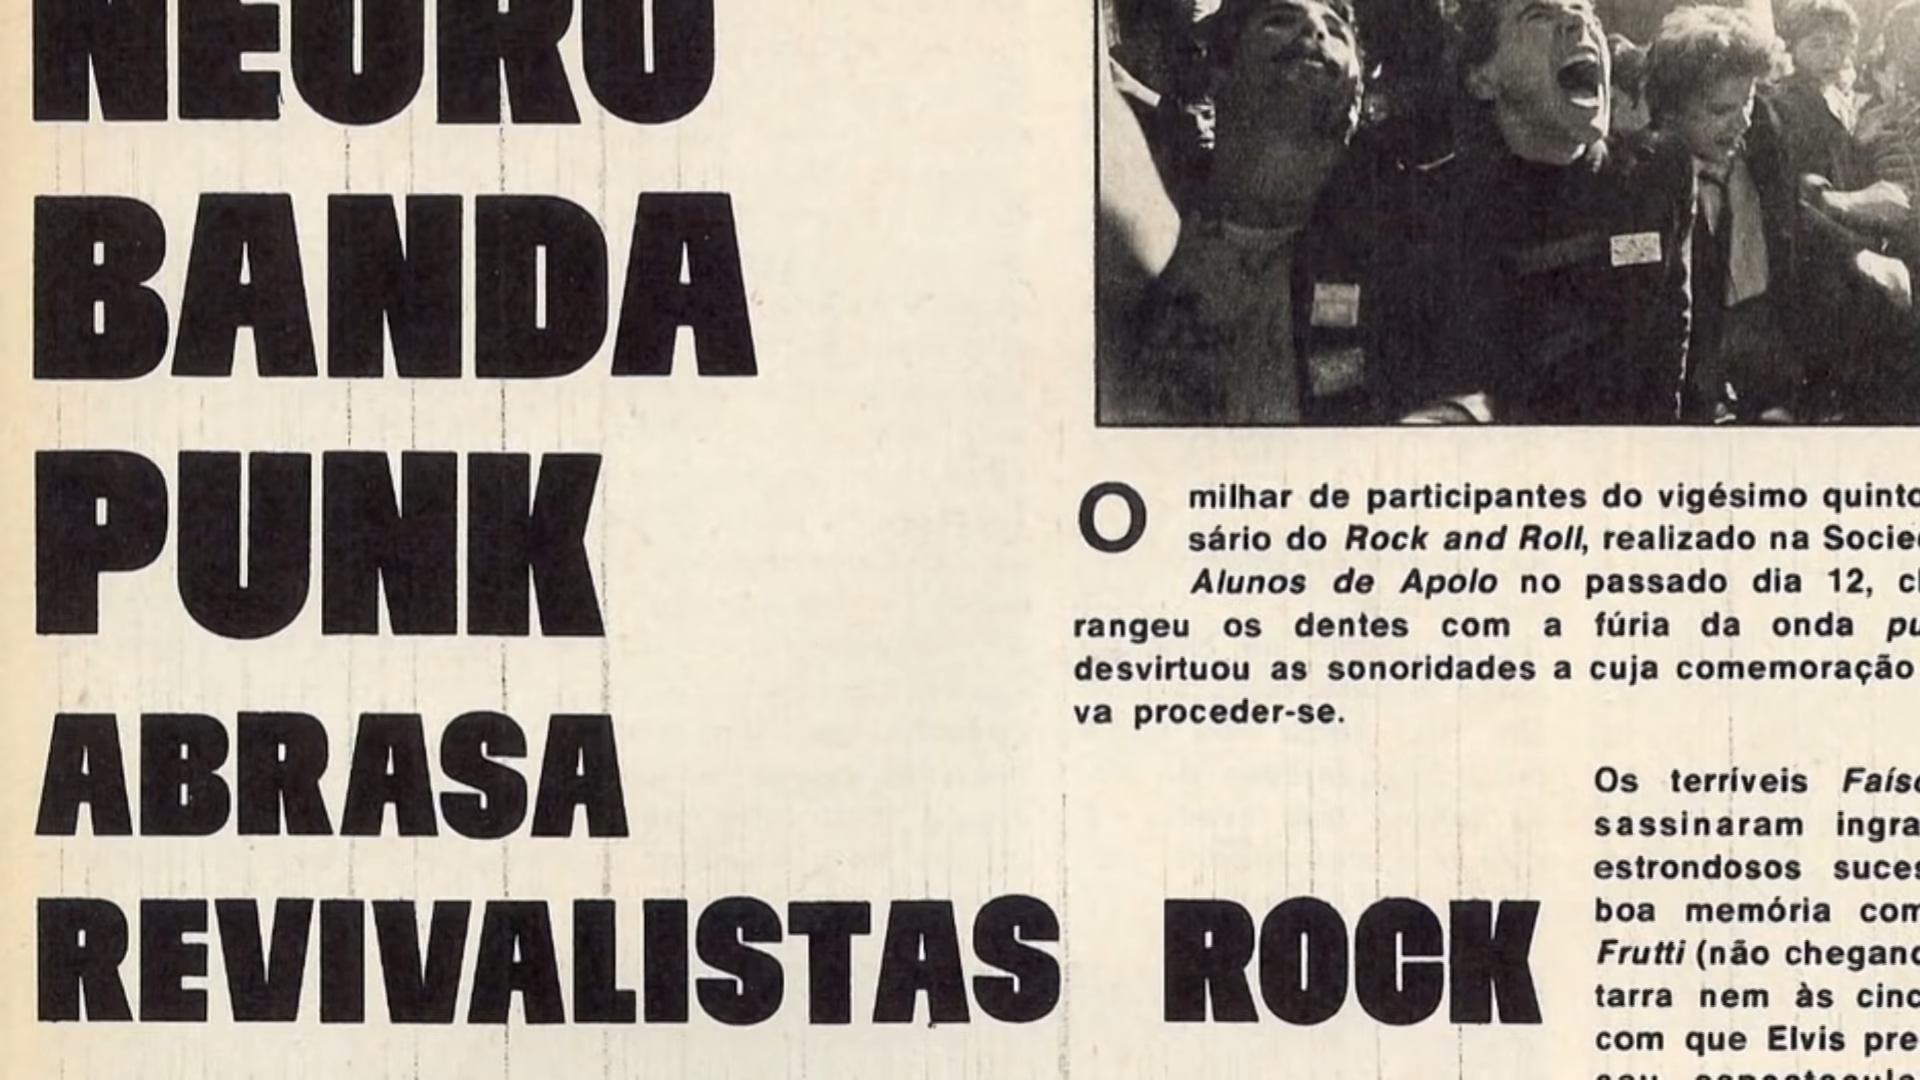 NEURO
BANDA
PUNK
ABRASA
REVIVALISTAS ROCK
O milhar de participantes do vigésimo quinto
sário do Rock and Roll, realizado na
Alunos de Apolo no passado dia 12,
rangeu os dentes com a fúria da onda
desvirtuou as sonoridades a cuja comemoração
va proceder-se.
Os terríveis
sassinaram
estrondosos
boa memória
Frutti (não
tarra nem às
com que Elvis